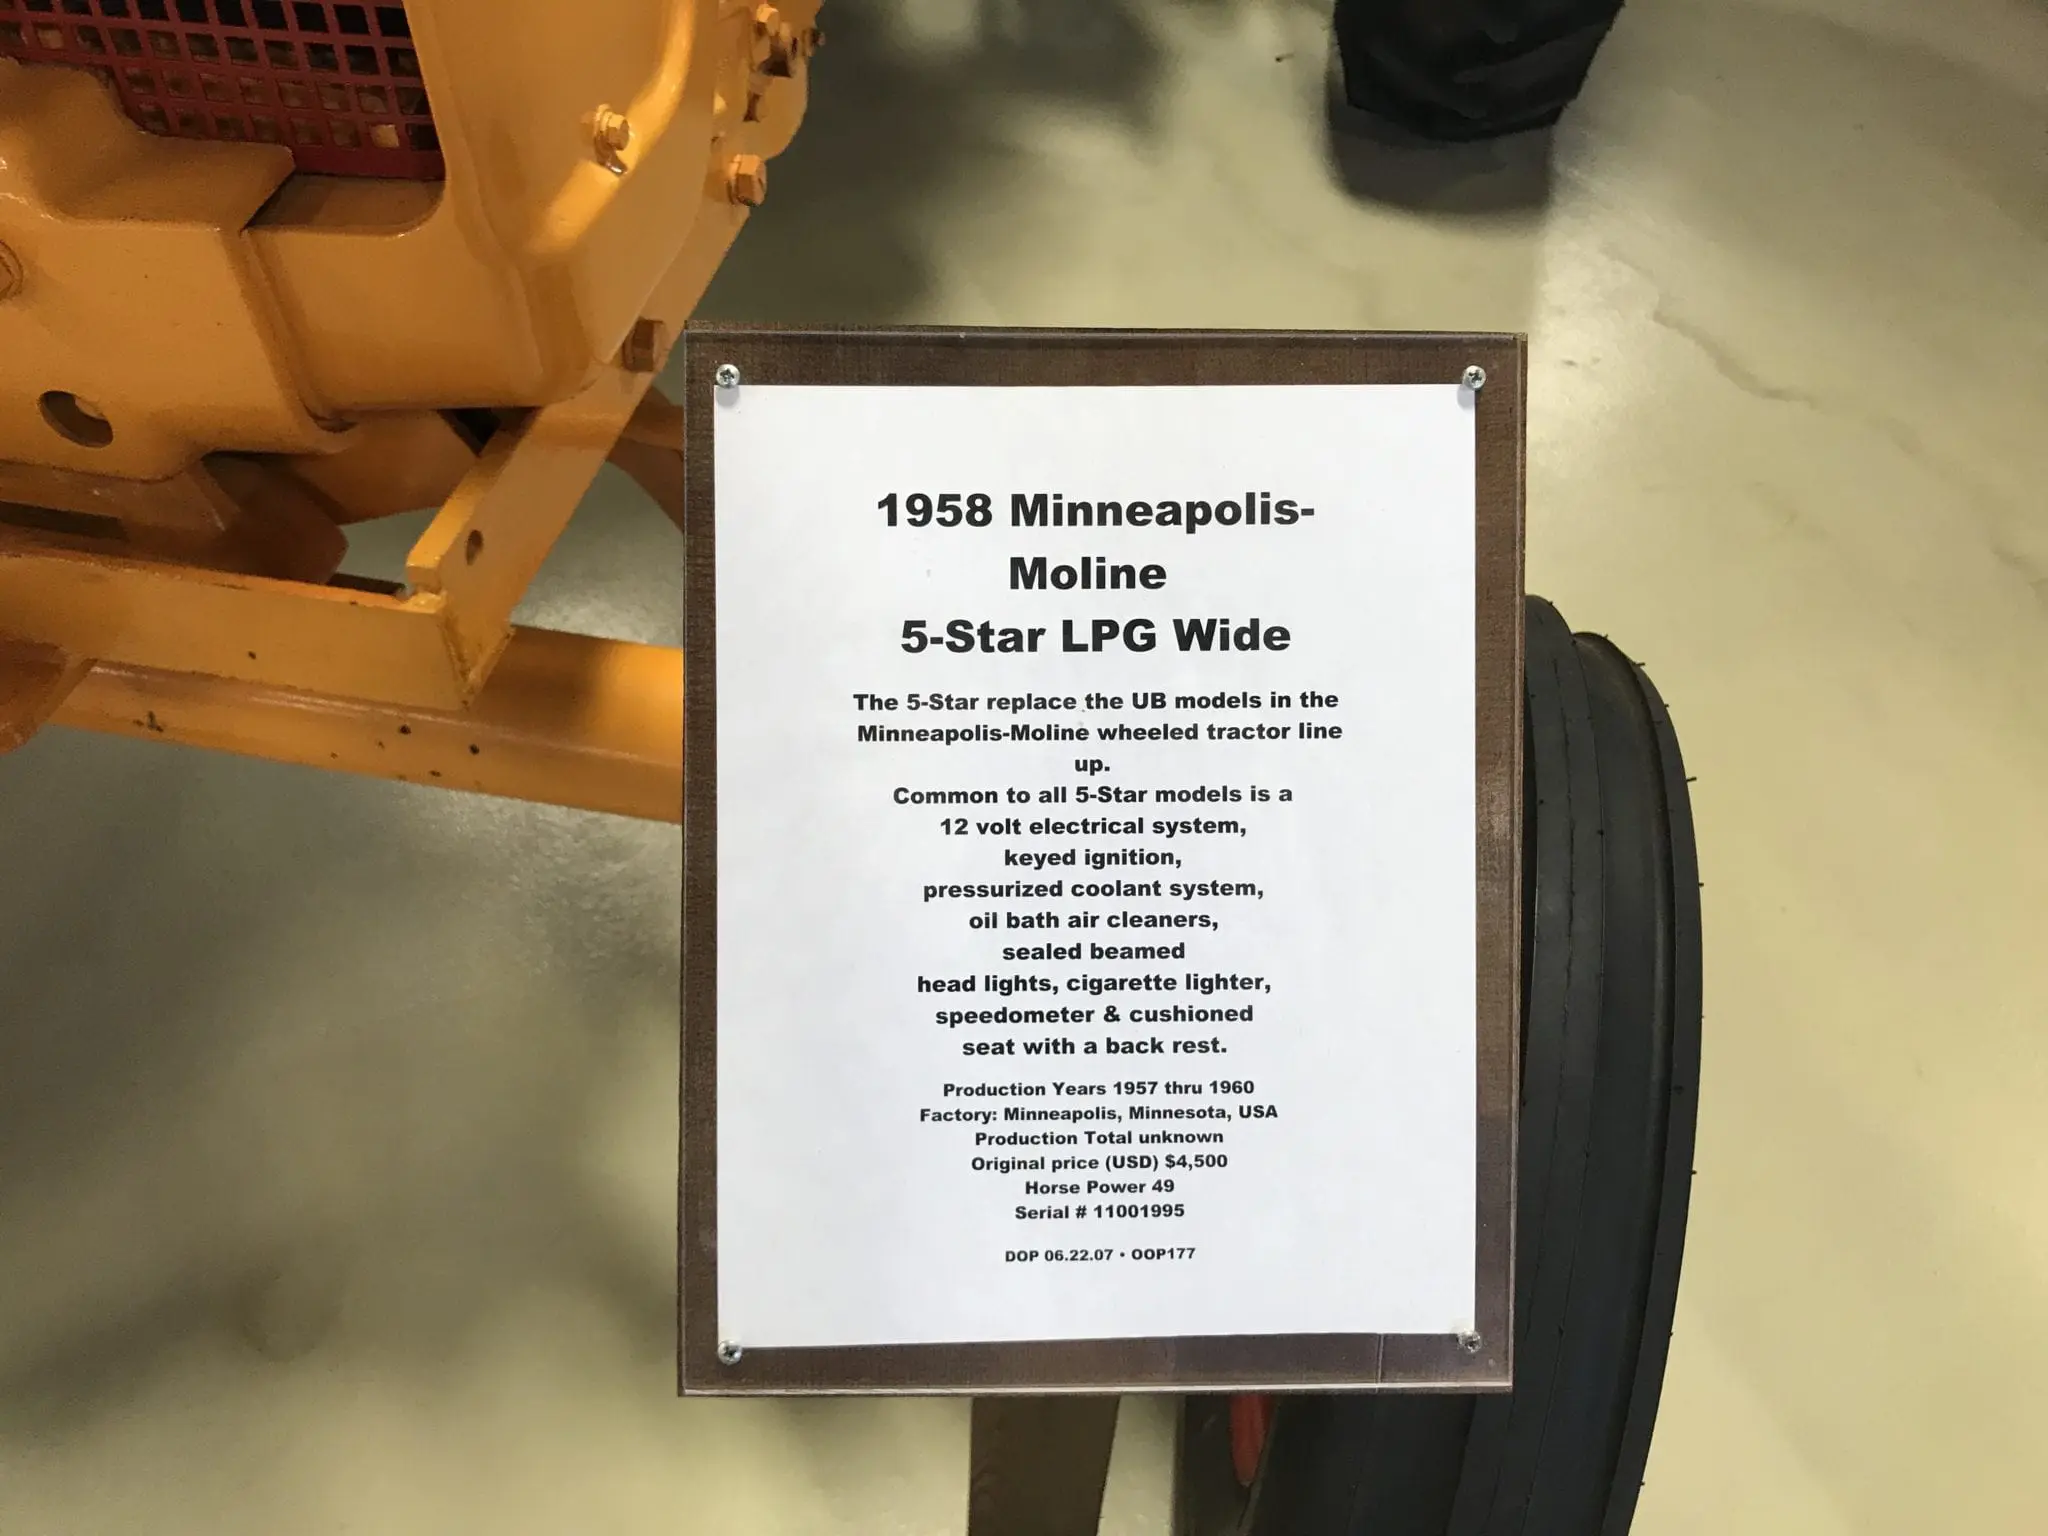 1958 Minneapolis-
Moline
5-Star LPG Wide
The 5-Star replace the UB models in the
Minneapolis-Moline wheeled tractor line
up.
Common to all 5-Star models is a
12 volt electrical system,
keyed ignition,
pressurized coolant system,
oil bath air cleaners,
sealed beamed
head lights, cigarette lighter,
speedometer & cushioned
seat with a back rest.
Production Years 1957 thru 1960
Factory: Minneapolis, Minnesota, USA
Production Total unknown
Original price (USD) $4,500
Horse Power 49
Serial # 11001995
DOP 06.22.07 • OOP177